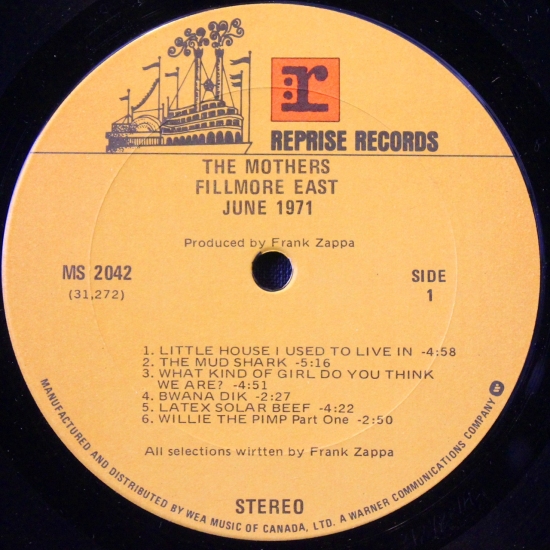 r
REPRISE RECORDS
THE MOTHERS
FILLMORE EAST
JUNE 1971
Produced by Frank Zappa
MS 2042
(31,272)
SIDE
1
1. LITTLE HOUSE I USED TO LIVE IN -4:58
2. THE MUD SHARK -5:16
3. WHAT KIND OF GIRL DO YOU THINK
WE ARE? -4:51
4. BWANA DIK -2:27
5. LATEX SOLAR BEEF -4:22
6. WILLIE THE PIMP Part One -2:50
All selections wirtten by Frank Zappa
STEREO
MANUFACTURED AND DISTRIBUTED BY WEA MUSIC OF CANADA, LTD. A WARNER COMMUNICATIONS COMPANY